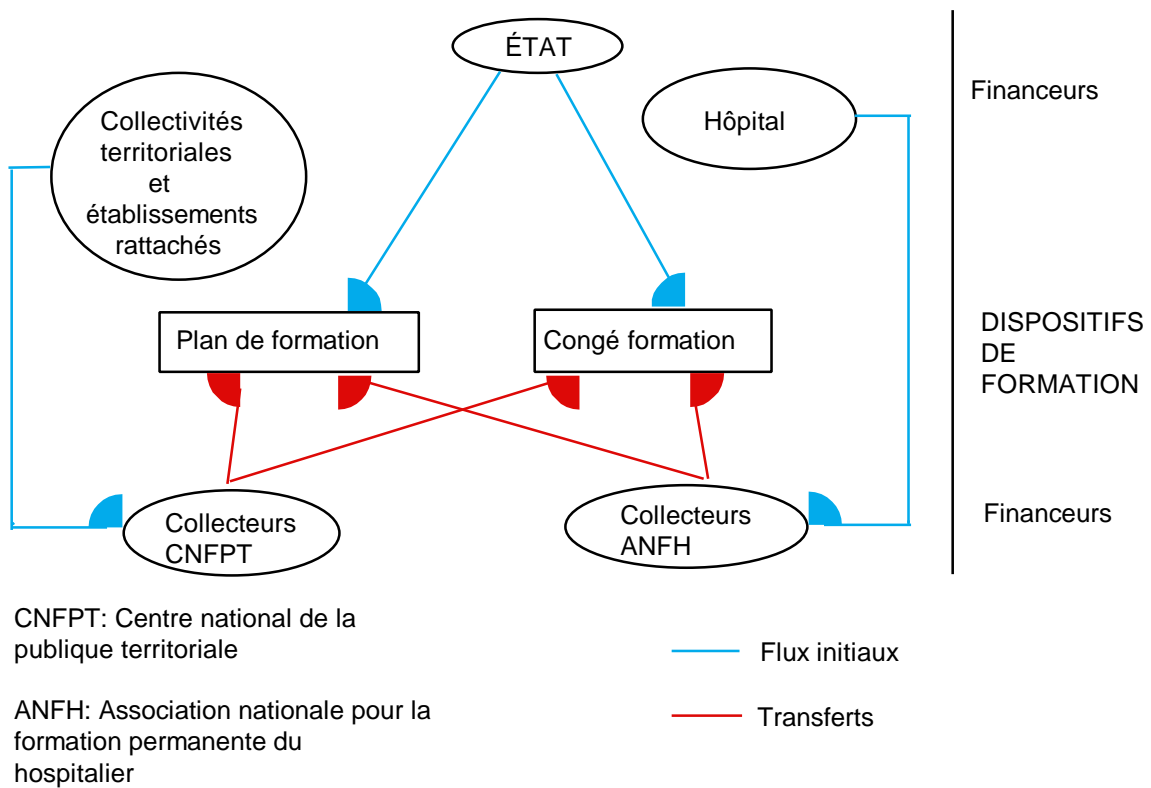 ÉTAT
Collectivités
territoriales
et
établissements
rattachés
Hôpital
Financeurs
Plan de formation
Congé formation
DISPOSITIFS
DE
FORMATION
Collecteurs
CNFPT
Collecteurs
ANFH
Financeurs
CNFPT: Centre national de la
publique territoriale
ANFH: Association nationale pour la
formation permanente du
hospitalier
Flux initiaux
Transferts